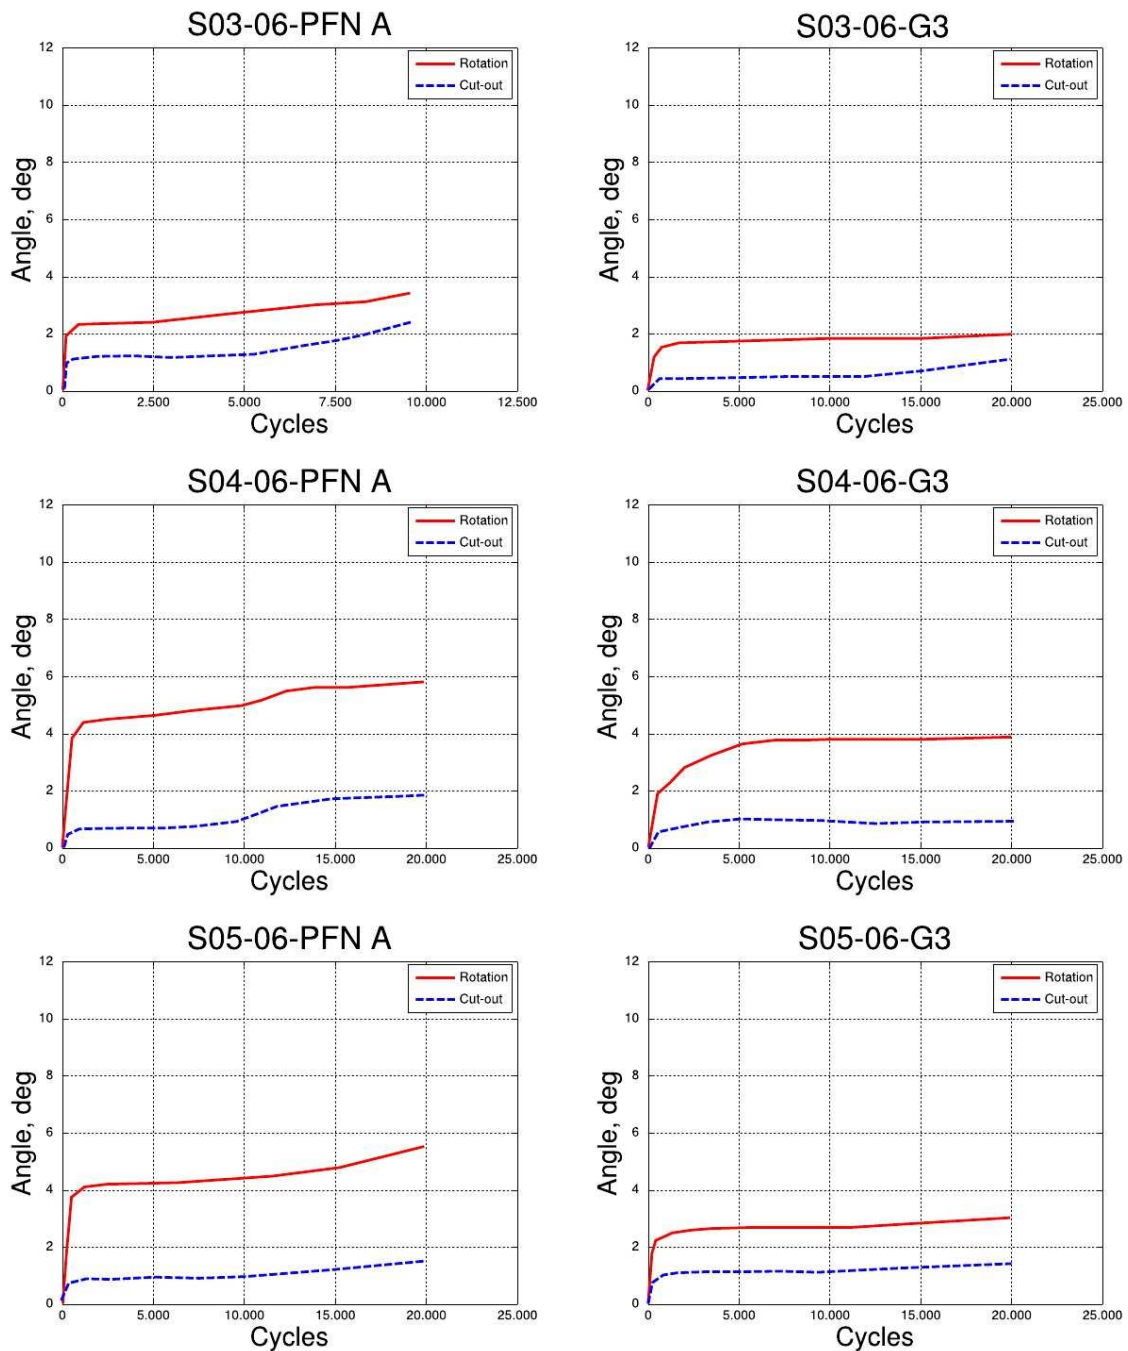 S03-06-PFN A
12
10
8
6
4
2
0
Angle, deg
Rotation
Cut-out
0 2.500 5.000 7.500 10.000 12.500
Cycles
S03-06-G3
12
10
8
6
4
2
0
Angle, deg
Rotation
Cut-out
0 5.000 10.000 15.000 20.000 25.000
Cycles
S04-06-PFN A
12
10
8
6
4
2
0
Angle, deg
Rotation
Cut-out
0 5.000 10.000 15.000 20.000 25.000
Cycles
S04-06-G3
12
10
8
6
4
2
0
Angle, deg
Rotation
Cut-out
0 5.000 10.000 15.000 20.000 25.000
Cycles
S05-06-PFN A
12
10
8
6
4
2
0
Angle, deg
Rotation
Cut-out
0 5.000 10.000 15.000 20.000 25.000
Cycles
S05-06-G3
12
10
8
6
4
2
0
Angle, deg
Rotation
Cut-out
0 5.000 10.000 15.000 20.000 25.000
Cycles